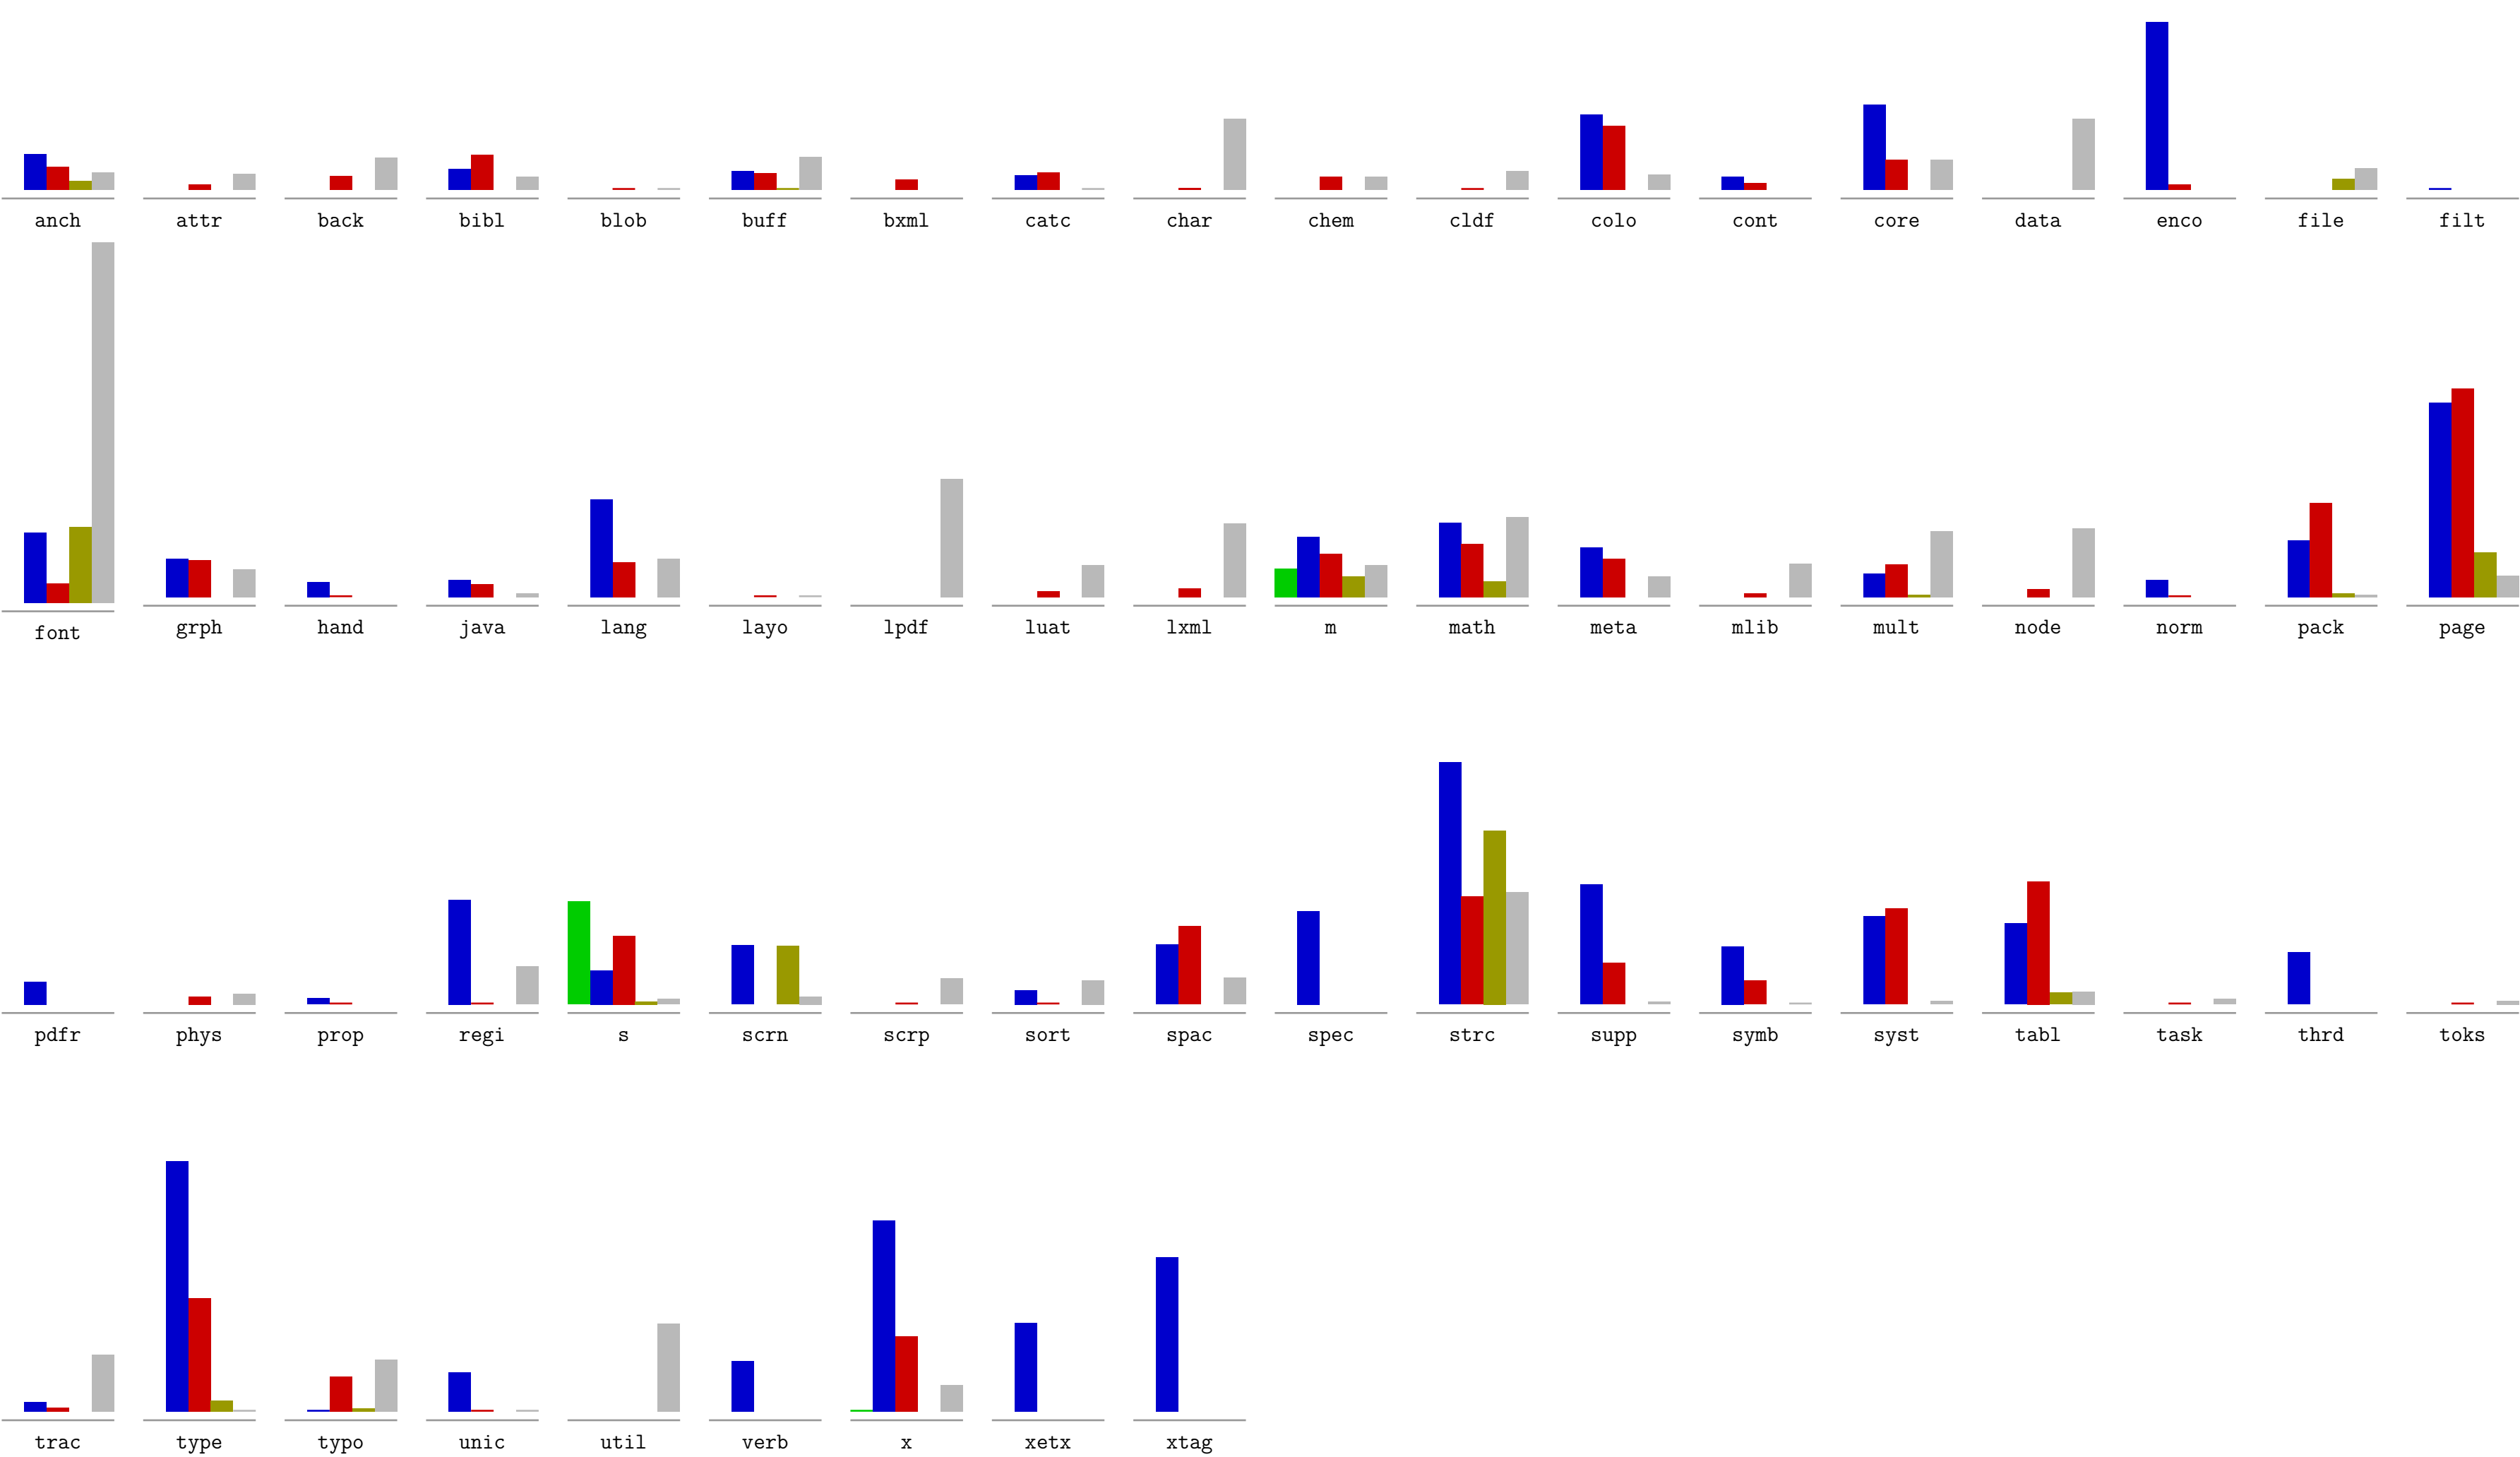 anch attr back bibl blob buff bxml catc char chem cldf colo cont core data enco file filt
font grph hand java lang layo lpdf luat lxml m math meta mlib mult node norm pack page
pdfr phys prop regi s scrn scrp sort spac spec strc supp symb syst tabl task thrd toks
trac type typo unic util verb x xetx xtag